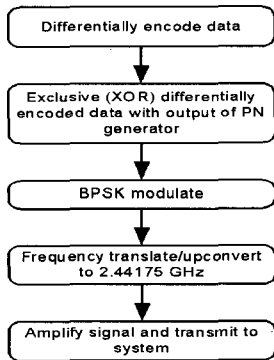 Differentially encode data
Exclusive (XOR) differentially
encoded data with output of PN
generator
BPSK modulate
Frequency translate/upconvert
to 2.44175 GHz
Amplify signal and transmit to
system